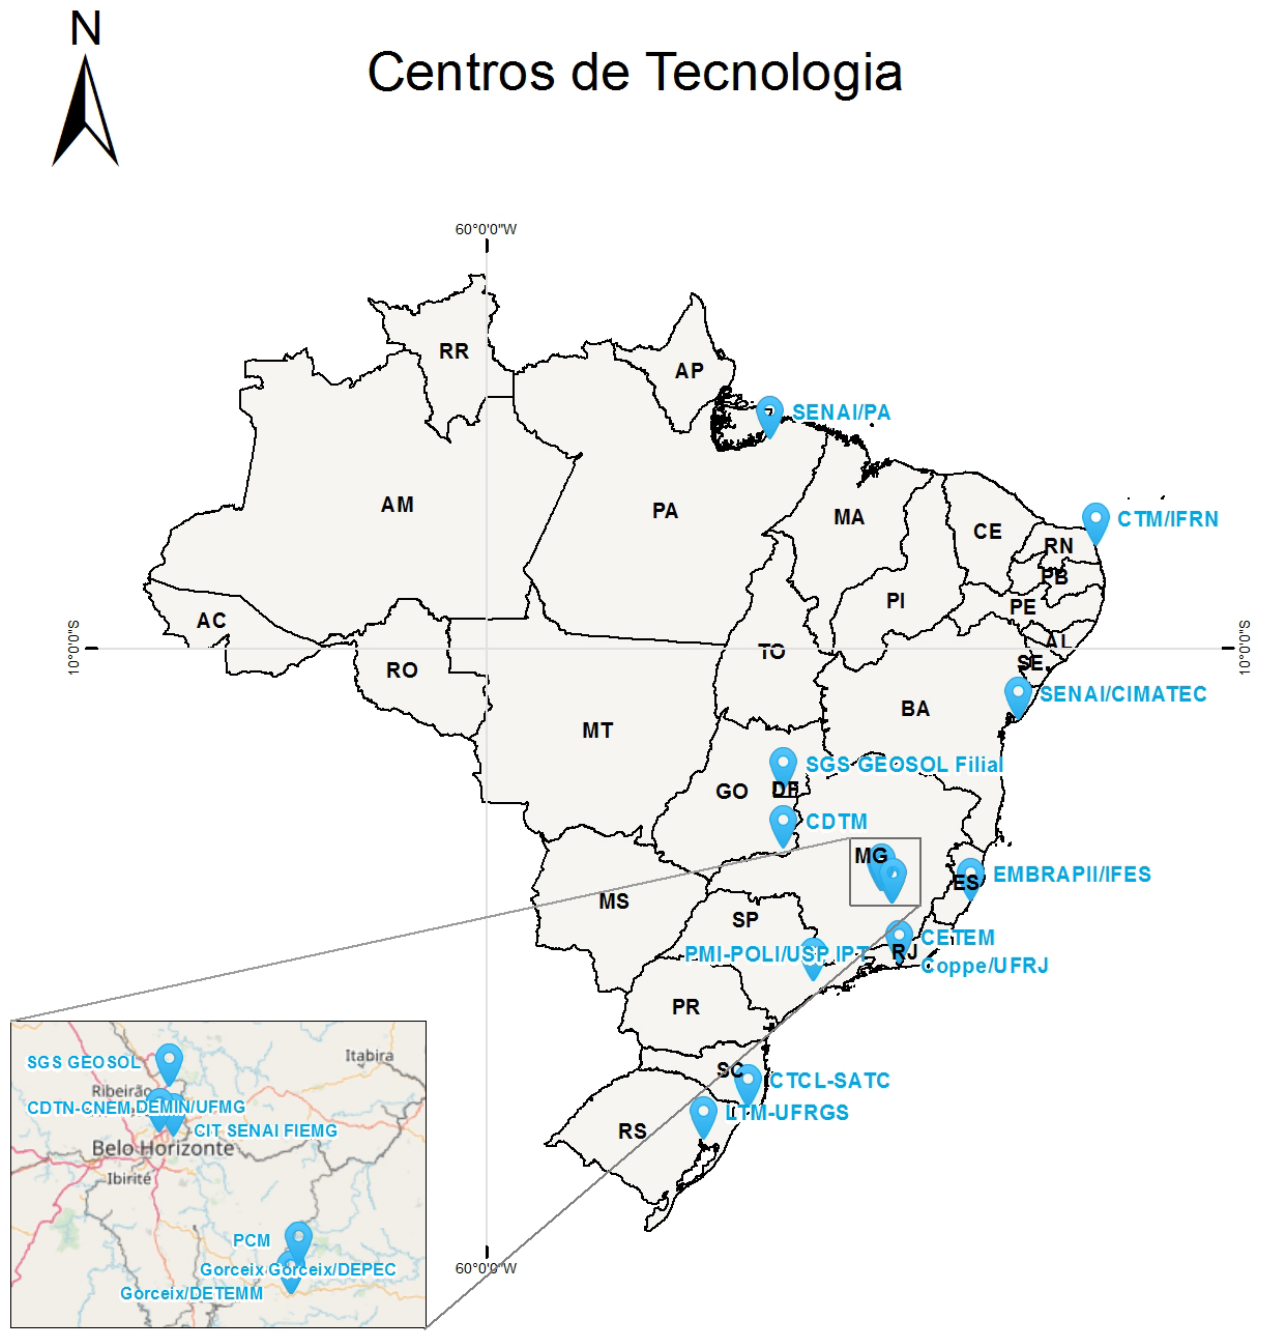 N
Centros de Tecnologia
60°0'0"W
RR
AP
SENAI/PA
AM
PA
MA
CE
CTM/IFRN
RN
PB
PI
PE
AC
AL
10°0'0"S
10°0'0"S
TO
SE
RO
SENAI/CIMATEC
BA
MT
SGS GEOSOL Filial
GO
DF
CDTM
MG
EMBRAPII/IFES
ES
MS
SP
CETEM
PMI-POLI/USP IPT
RJ
Coppe/UFRJ
PR
SC
CTCL-SATC
LTM-UFRGS
RS
60°0'0"W
Itabira
SGS GEOSOL
Ribeirão
CDTN-CNEM DEMIN/UFMG
CIT SENAI FIEMG
Belo Horizonte
Ibirité
PCM
Gorceix Gorceix/DEPEC
Gorceix/DETEMM